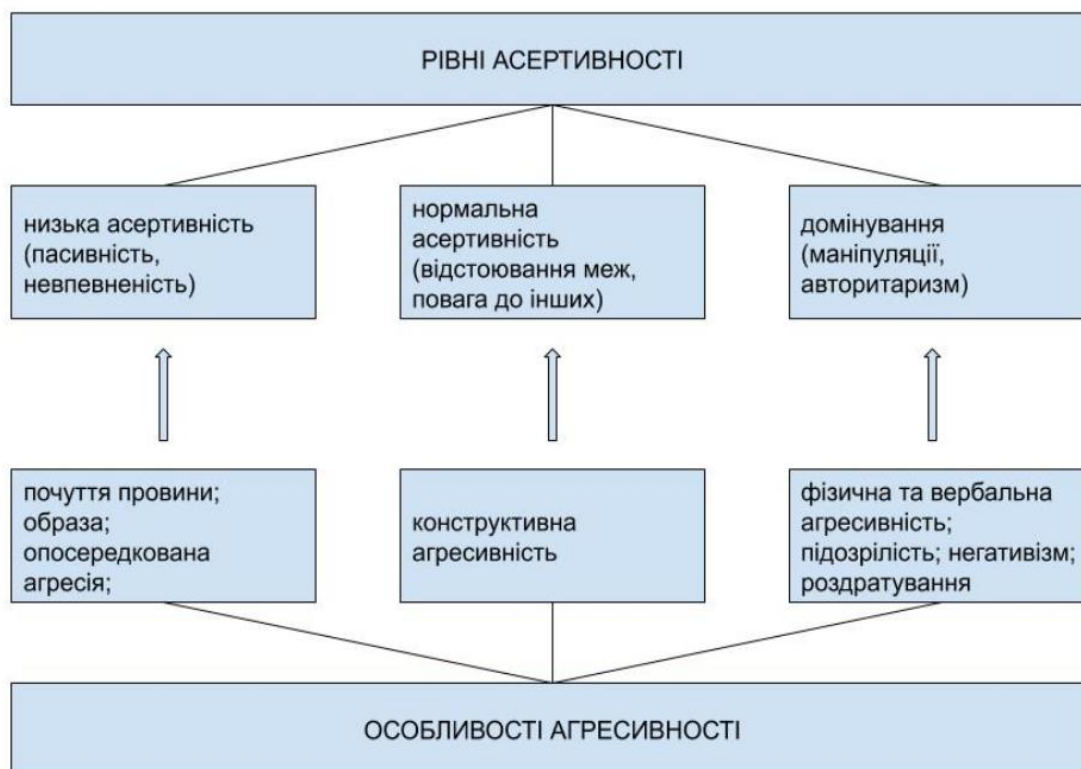 РІВНІ АСЕРТИВНОСТІ
низька асертивність
(пасивність,
невпевненість)
нормальна
асертивність
(відстоювання меж,
повага до інших)
домінування
(маніпуляції,
авторитаризм)
почуття провини;
образа;
опосередкована
агресія;
конструктивна
агресивність
фізична та вербальна
агресивність;
підозрілість; негативізм;
роздратування
ОСОБЛИВОСТІ АГРЕСИВНОСТІ